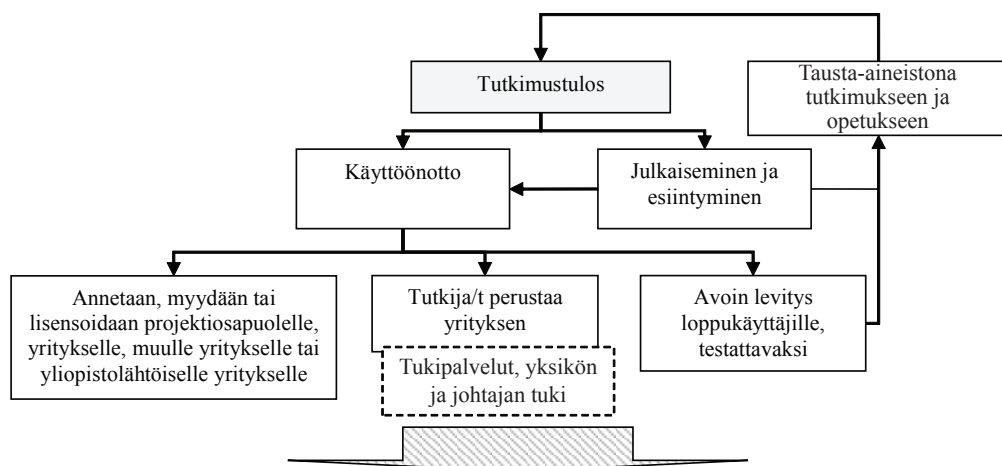 Tutkimustulos
Tausta-aineistona
tutkimukseen ja
opetukseen
Käyttöönotto
Julkaiseminen ja
esiintyminen
Annetaan, myydään tai
lisensoidaan projektiosapuolelle,
yritykselle, muulle yritykselle tai
yliopistolähtöiselle yritykselle
Tutkija/t perustaa
yrityksen
Tukipalvelut, yksikön
ja johtajan tuki
Avoin levitys
loppukäyttäjille,
testattavaksi